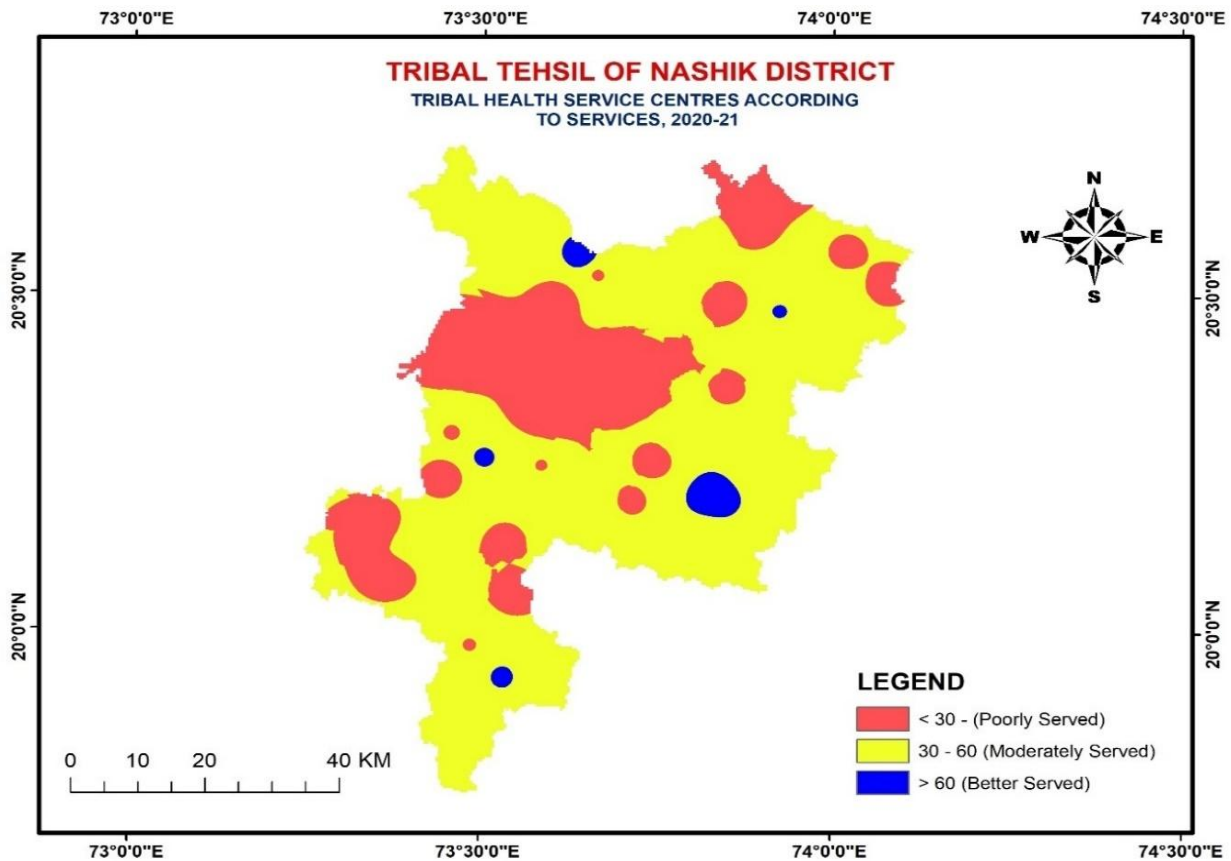 73°0'0"E 73°30'0"E 74°0'0"E 74°30'0"E
TRIBAL TEHSIL OF NASHIK DISTRICT
TRIBAL HEALTH SERVICE CENTRES ACCORDING
TO SERVICES, 2020-21
N
W E
S
20°30'0"N 20°30'0"N
20°0'0"N 20°0'0"N
LEGEND
< 30 - (Poorly Served)
30 - 60 (Moderately Served)
> 60 (Better Served)
0 10 20 40 KM
73°0'0"E 73°30'0"E 74°0'0"E 74°30'0"E